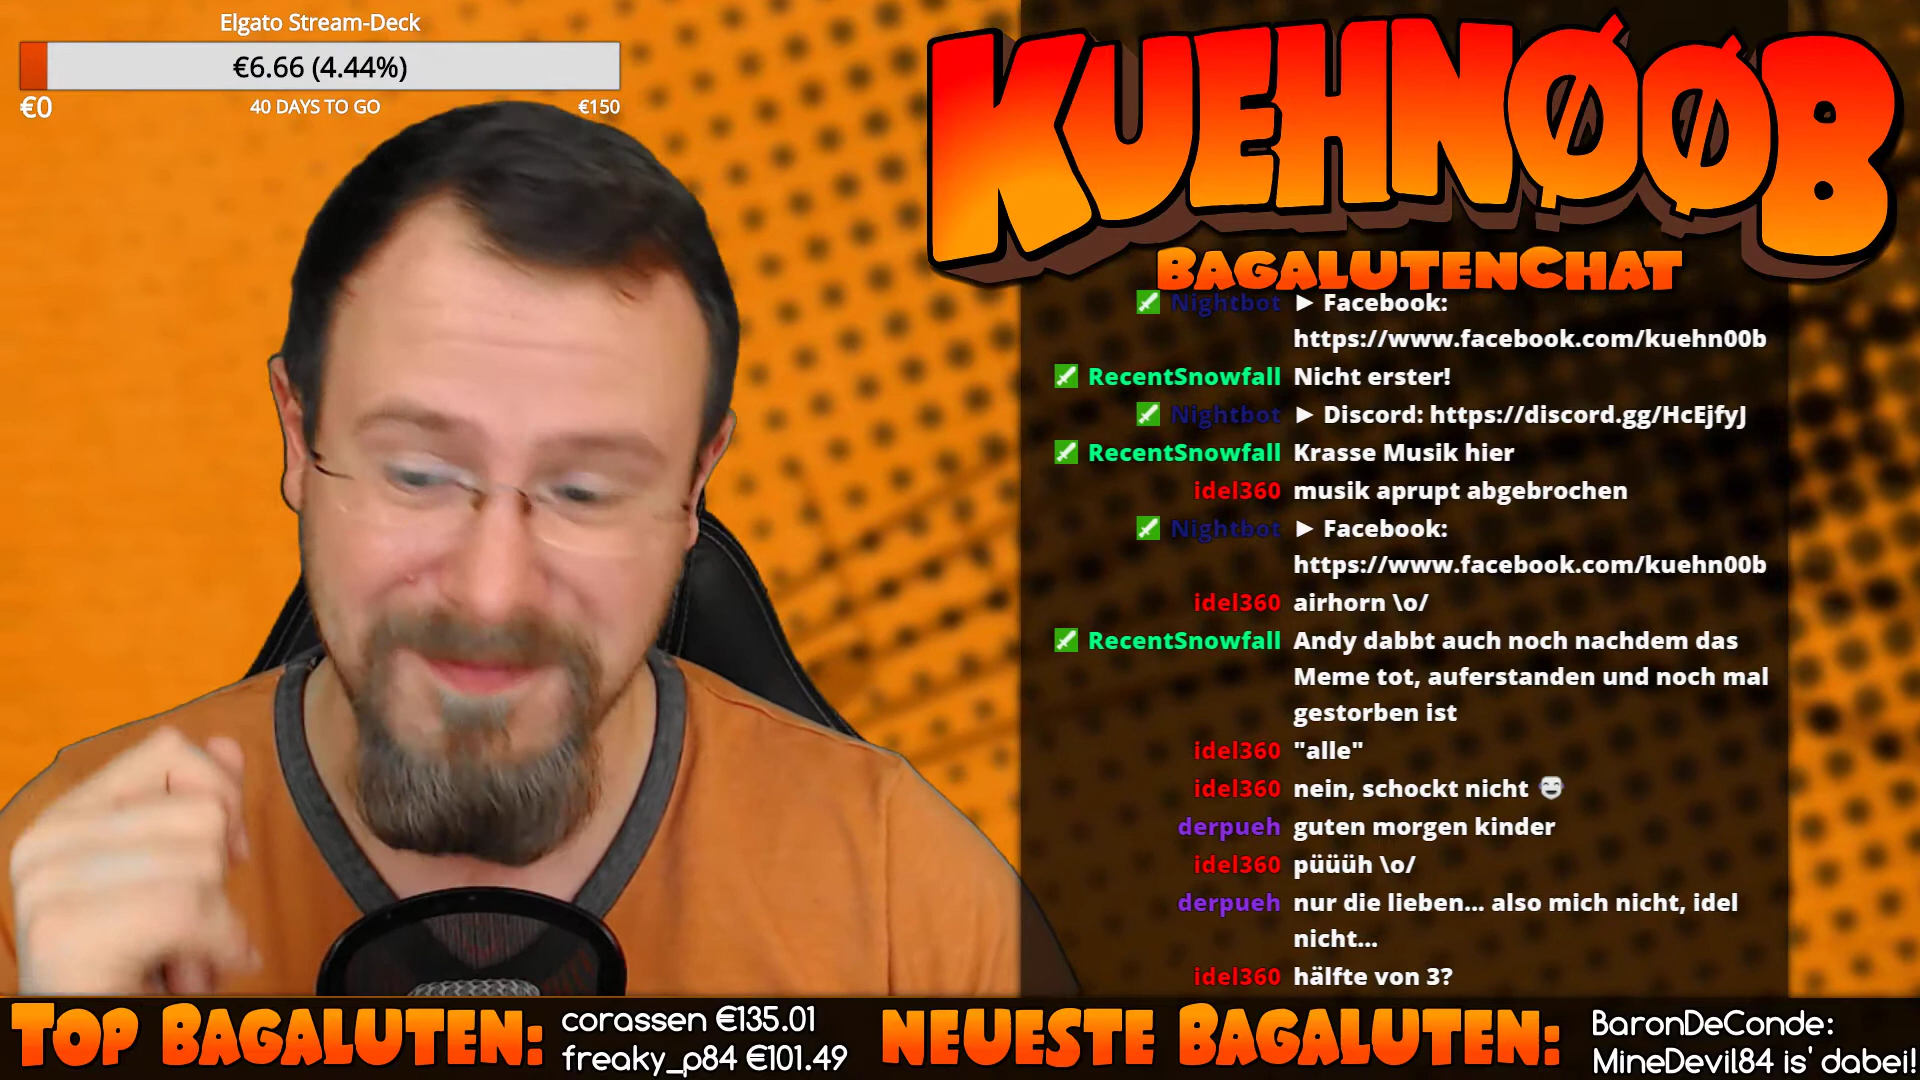 Elgato Stream-Deck
€6.66 (4.44%)
€0
40 DAYS TO GO
€150
KUEHNØØB
BAGALUTENCHAT
Nightbot ► Facebook:
https://www.facebook.com/kuehn00b
RecentSnowfall Nicht erster!
Nightbot ► Discord: https://discord.gg/HcEjfyJ
RecentSnowfall Krasse Musik hier
idel360 musik aprupt abgebrochen
Nightbot ► Facebook:
https://www.facebook.com/kuehn00b
idel360 airhorn \o/
RecentSnowfall Andy dabbt auch noch nachdem das
Meme tot, auferstanden und noch mal
gestorben ist
idel360 "alle"
idel360 nein, schockt nicht
derpueh guten morgen kinder
idel360 püüüh \o/
derpueh nur die lieben... also mich nicht, idel
nicht...
idel360 hälfte von 3?
TOP BAGALUTEN:
corassen €135.01
freaky_p84 €101.49
NEUESTE BAGALUTEN:
BaronDeConde:
MineDevil84 is' dabei!